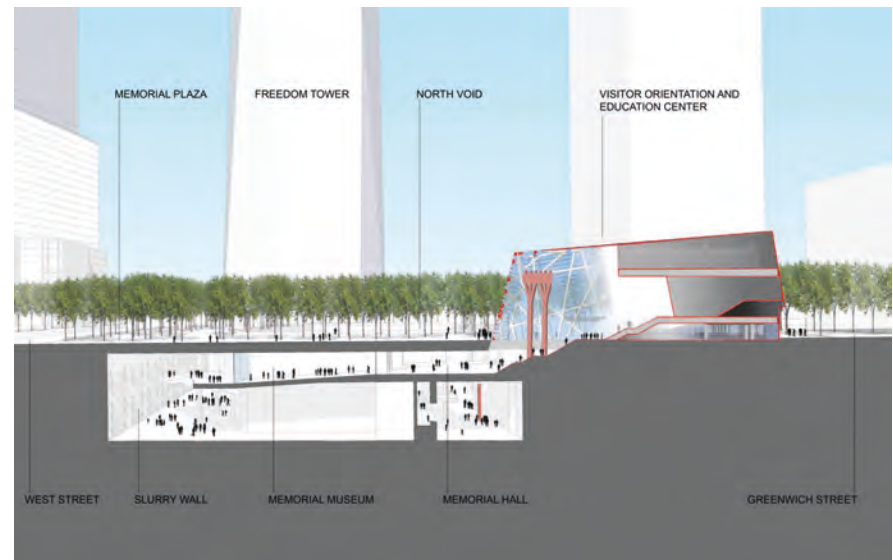 MEMORIAL PLAZA
FREEDOM TOWER
NORTH VOID
VISITOR ORIENTATION AND
EDUCATION CENTER
WEST STREET
SLURRY WALL
MEMORIAL MUSEUM
MEMORIAL HALL
GREENWICH STREET